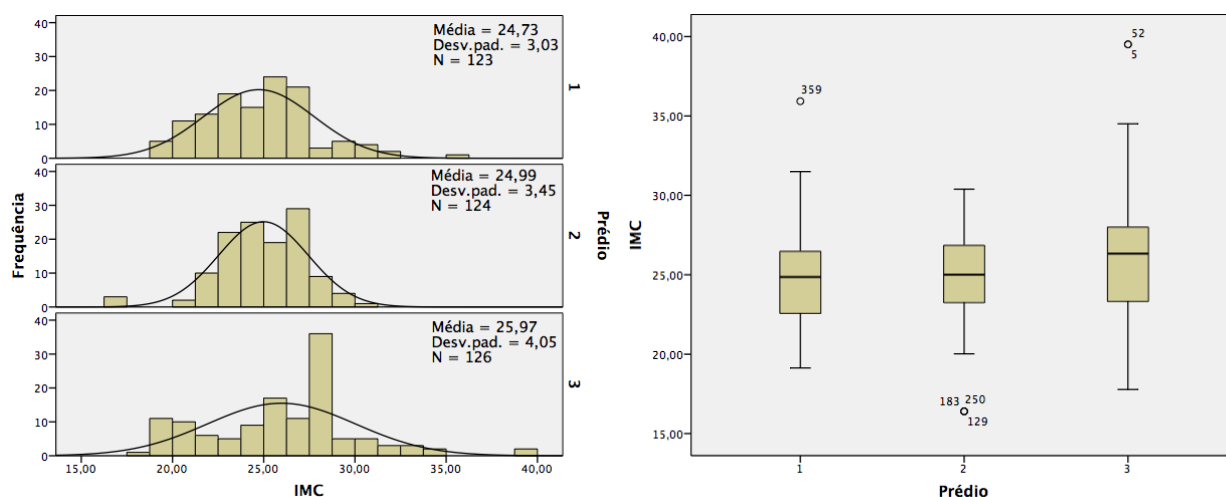 40
30
20
10
0
Média = 24,73
Desv.pad. = 3,03
N = 123
1
40
30
20
10
0
Média = 24,99
Desv.pad. = 3,45
N = 124
2
40
30
20
10
0
Média = 25,97
Desv.pad. = 4,05
N = 126
3
Frequência
Prédio
15,00 20,00 25,00 30,00 35,00 40,00
IMC
40,00
35,00
30,00
25,00
20,00
15,00
IMC
359
183 250
129
52
5
1 2 3
Prédio